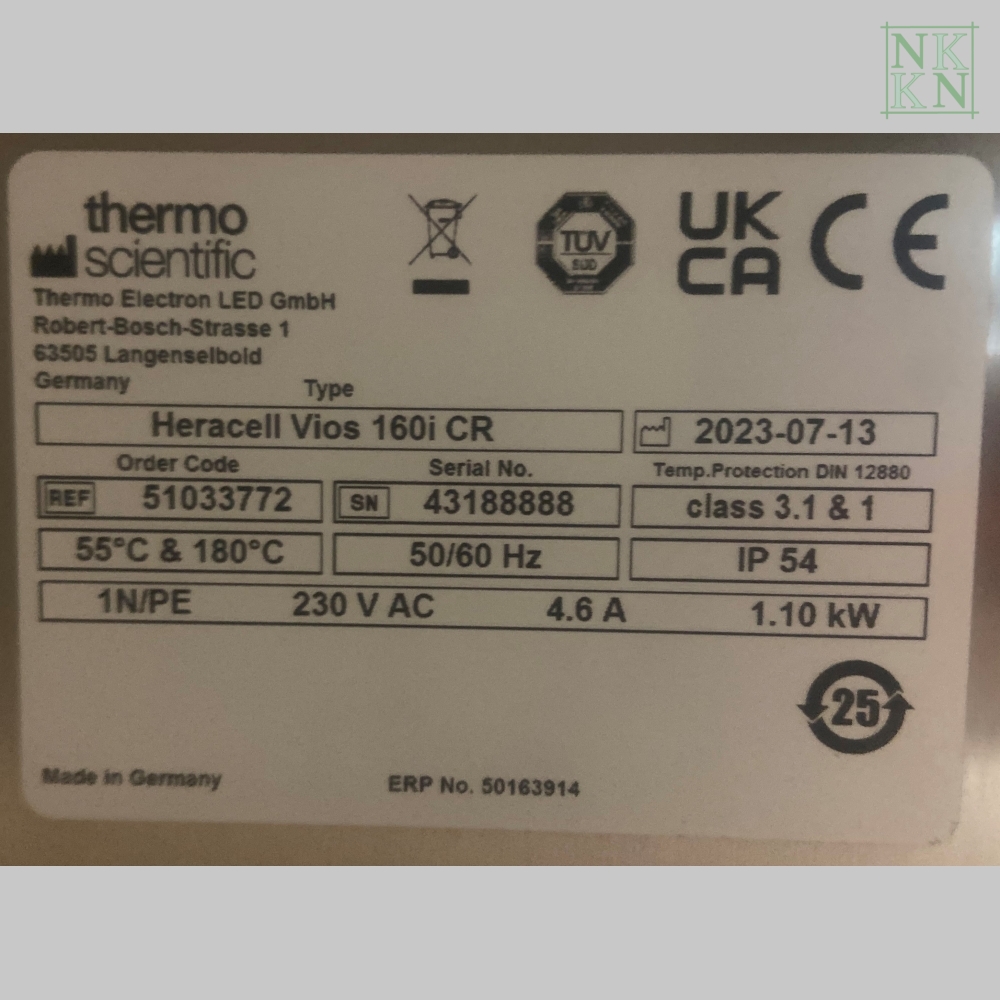 NK
KN
thermo
scientific
Thermo Electron LED GmbH
Robert-Bosch-Strasse 1
63505 Langenselbold
Germany
TÜV
SÜD
UK
CA
CE
Type
Heracell Vios 160i CR
2023-07-13
Order Code
Serial No.
Temp.Protection DIN 12880
REF 51033772
SN 43188888
class 3.1 & 1
55°C & 180°C
50/60 Hz
IP 54
1N/PE 230 V AC 4.6 A 1.10 kW
25
Made in Germany
ERP No. 50163914